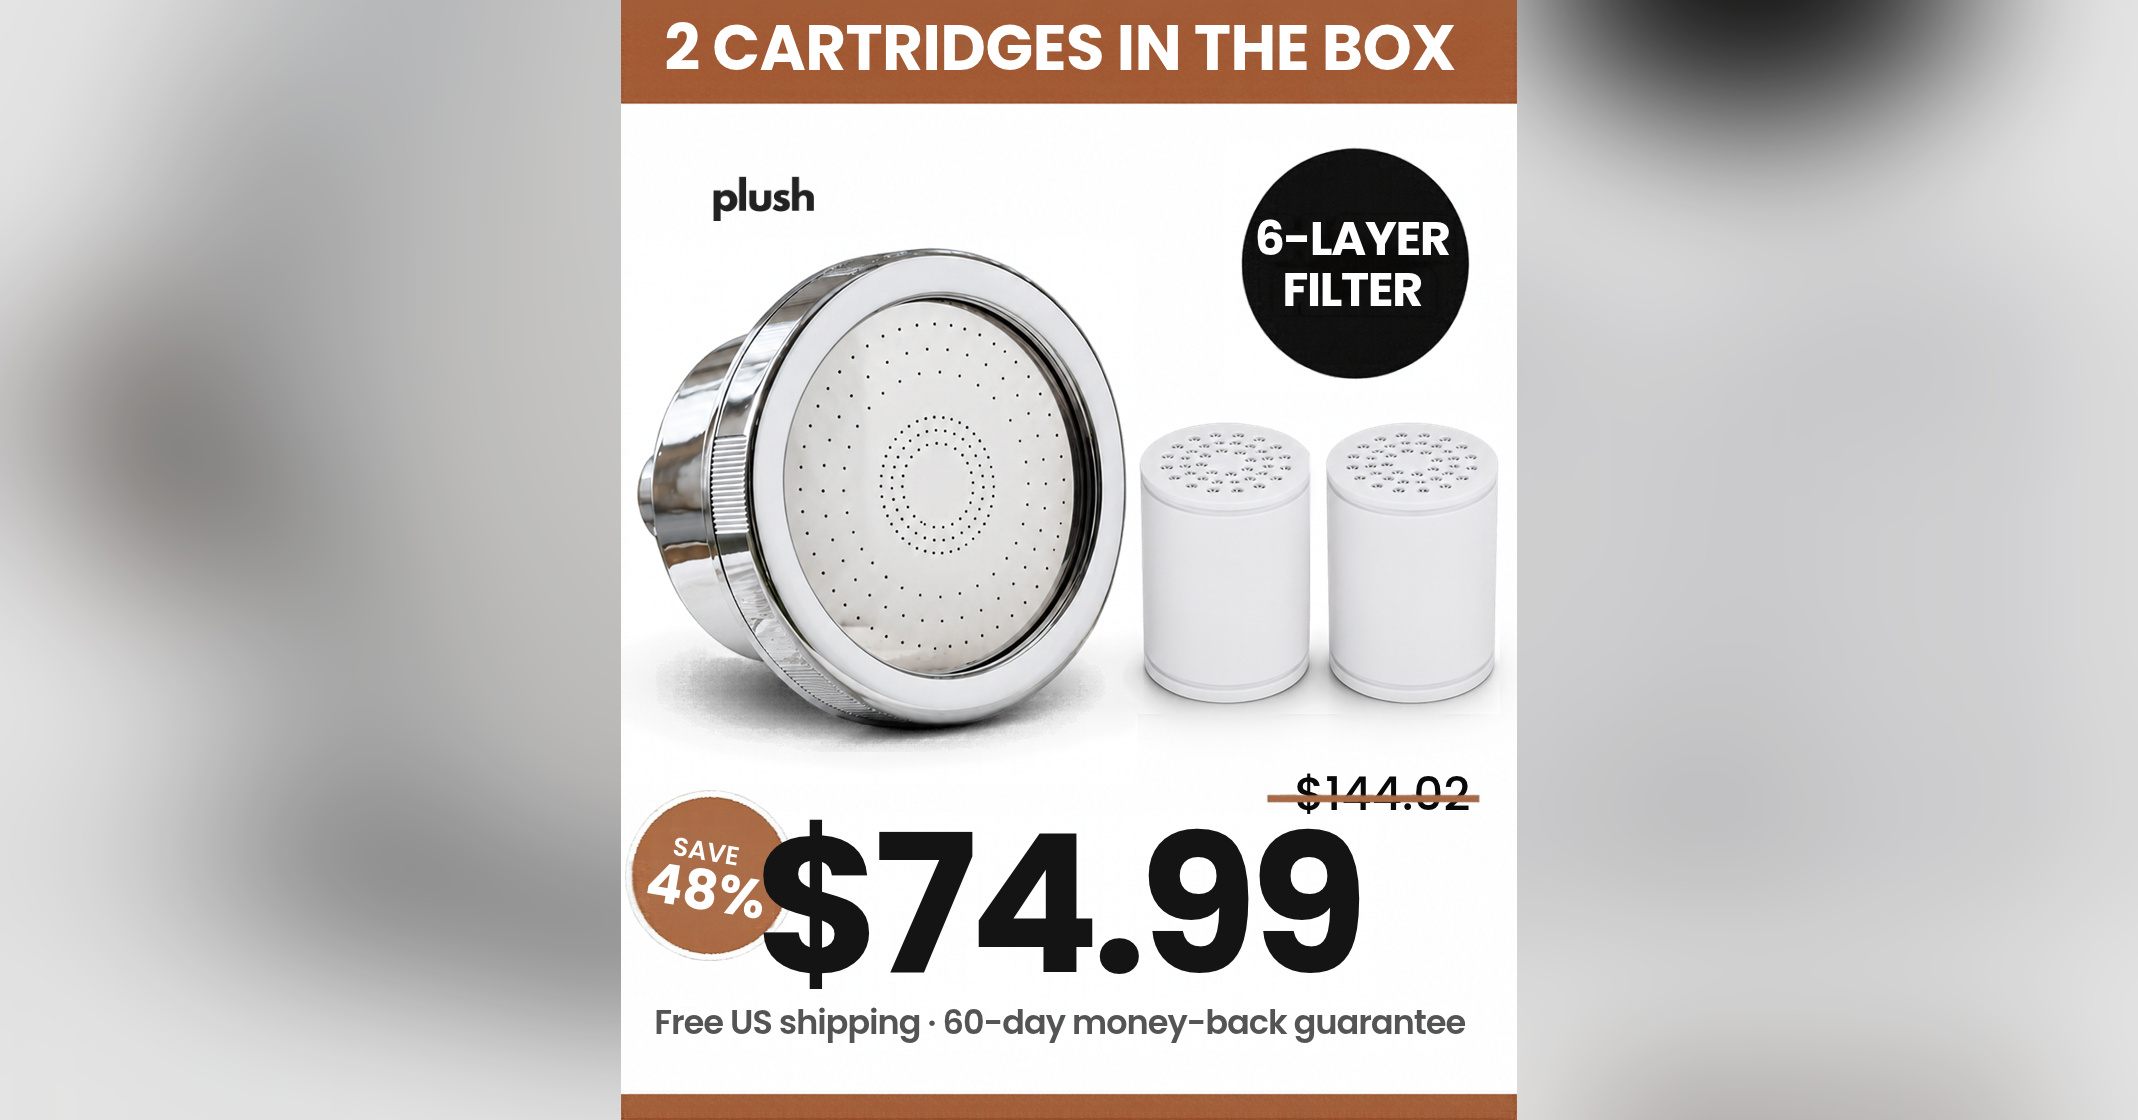 2 CARTRIDGES IN THE BOX
plush
6-LAYER
FILTER
$144.02
SAVE
48%
$74.99
Free US shipping · 60-day money-back guarantee